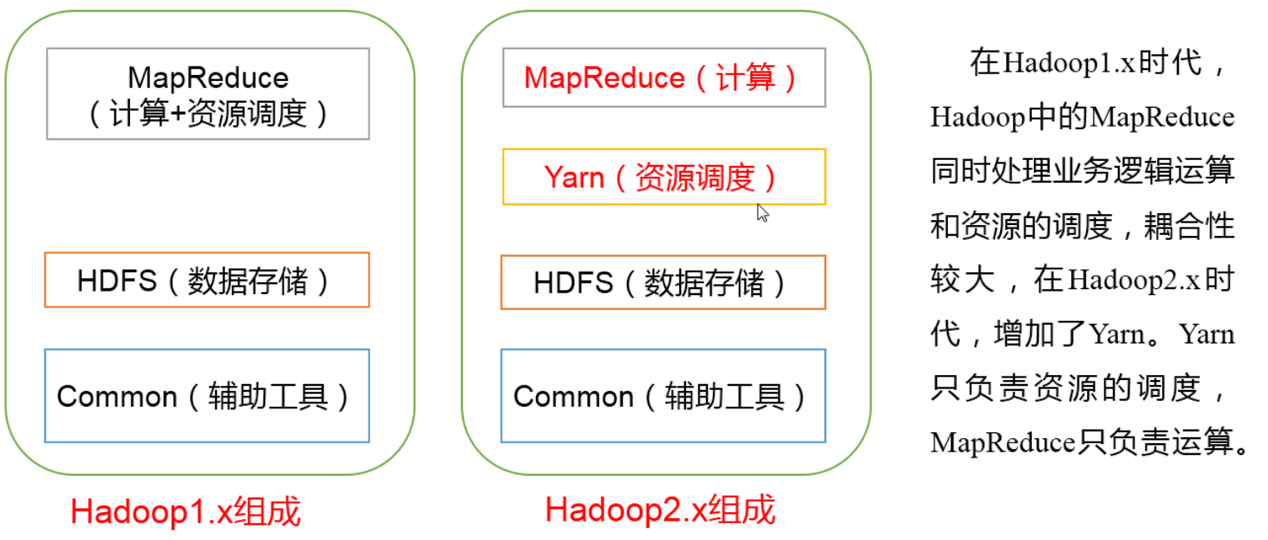 MapReduce
（计算+资源调度）
HDFS（数据存储）
Common（辅助工具）
Hadoop1.x组成
MapReduce（计算）
Yarn（资源调度）
HDFS（数据存储）
Common（辅助工具）
Hadoop2.x组成
在Hadoop1.x时代，
Hadoop中的MapReduce
同时处理业务逻辑运算
和资源的调度，耦合性
较大，在Hadoop2.x时
代，增加了Yarn。Yarn
只负责资源的调度，
MapReduce只负责运算。